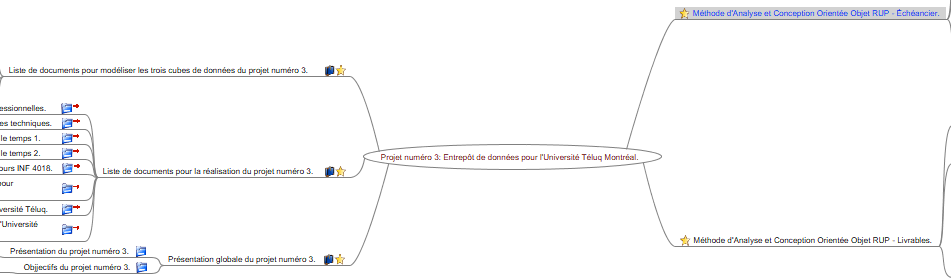 Méthode d'Analyse et Conception Orientée Objet RUP - Échéancier.
Liste de documents pour modéliser les trois cubes de données du projet numéro 3.
essionnelles.
es techniques.
le temps 1.
le temps 2.
ours INF 4018.
our
versité Téluq.
'Université
Projet numéro 3: Entrepôt de données pour l'Université Téluq Montréal.
Liste de documents pour la réalisation du projet numéro 3.
Méthode d'Analyse et Conception Orientée Objet RUP - Livrables.
Présentation du projet numéro 3.
Présentation globale du projet numéro 3.
Objjectifs du projet numéro 3.